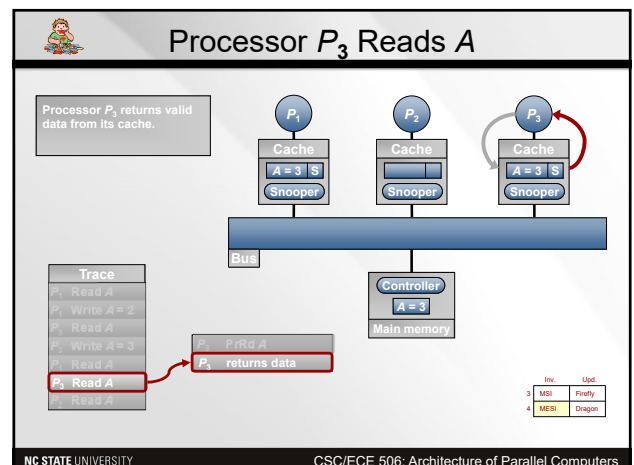 Processor P₃ Reads A
Processor P₃ returns valid
data from its cache.
P₁
P₂
P₃
Cache
Cache
Cache
A = 3 S
A = 3 S
Snooper
Snooper
Snooper
Bus
Controller
A = 3
Main memory
Trace
P₁ Read A
P₁ Write A = 2
P₃ Read A
Write A = 3
P₁ Read A
P₃ Read A
Read A
P₃ PrRd A
P₃ returns data
Inv. Upd.
3 MSI Firefly
4 MESI Dragon
NC STATE UNIVERSITY
CSC/ECE 506: Architecture of Parallel Computers